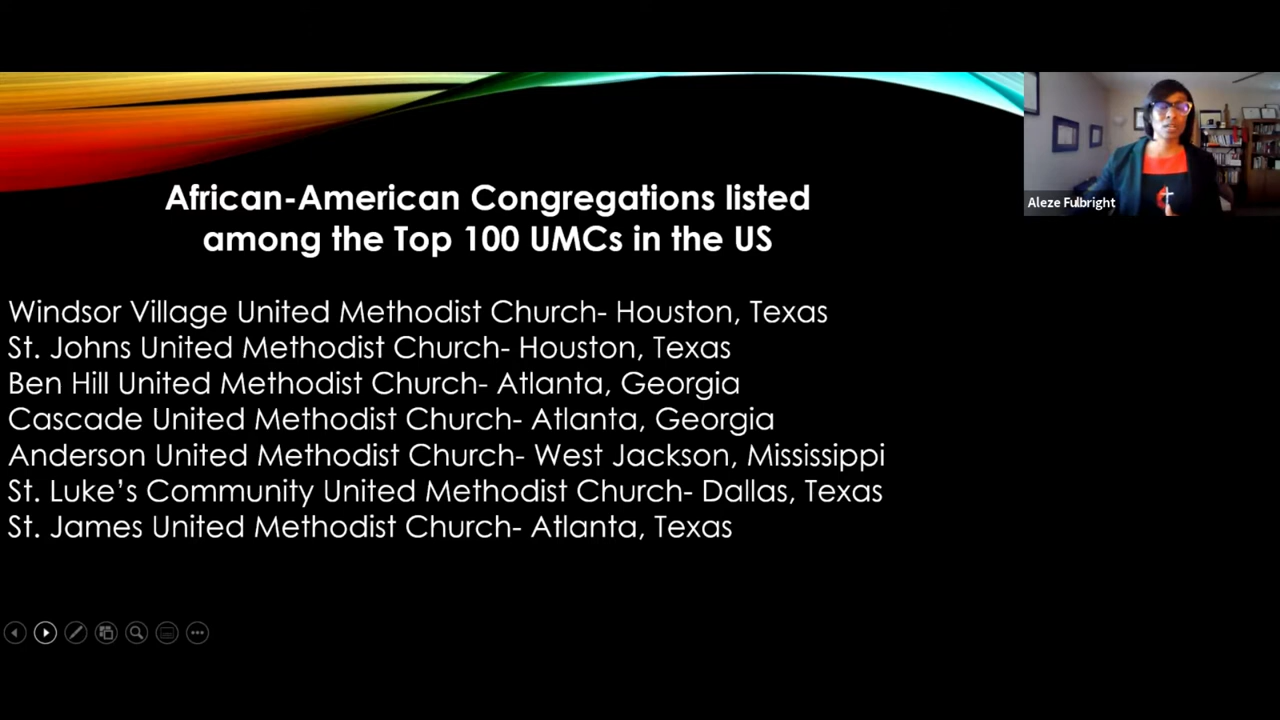 Aleze Fulbright
African-American Congregations listed
among the Top 100 UMCs in the US
Windsor Village United Methodist Church- Houston, Texas
St. Johns United Methodist Church- Houston, Texas
Ben Hill United Methodist Church- Atlanta, Georgia
Cascade United Methodist Church- Atlanta, Georgia
Anderson United Methodist Church- West Jackson, Mississippi
St. Luke’s Community United Methodist Church- Dallas, Texas
St. James United Methodist Church- Atlanta, Texas